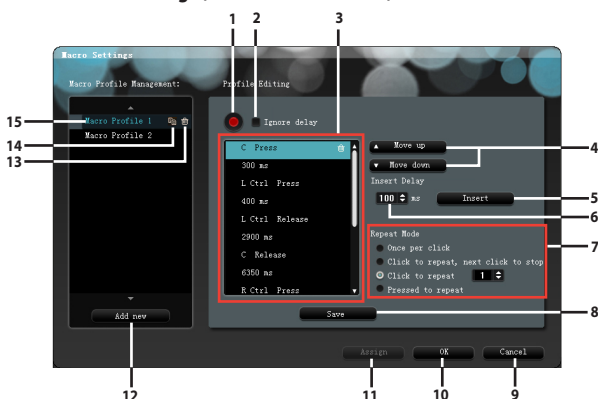 1 2 3
Macro Settings
Macro Profile Management: Profile Editing
15 Macro Profile 1
Macro Profile 2
14
13
Ignore delay
C Press
300 ms
L Ctrl Press
400 ms
L Ctrl Release
2900 ms
C Release
6350 ms
R Ctrl Press
Move up
Move down
4
Insert Delay
100 ms Insert
5
6
Repeat Mode
7
Once per click
Click to repeat, next click to stop
Click to repeat 1
Pressed to repeat
Add new
Save
8
Assign OK Cancel
12 11 10 9